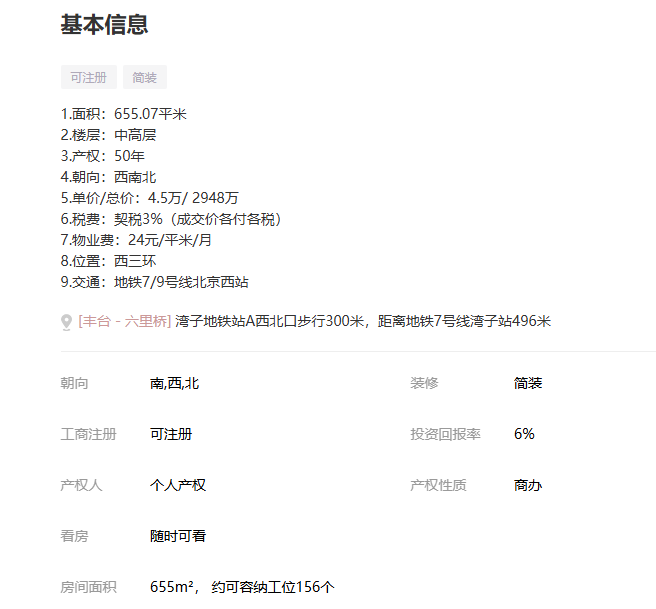 基本信息
可注册 简装
1.面积：655.07平米
2.楼层：中高层
3.产权：50年
4.朝向：西南北
5.单价/总价：4.5万/ 2948万
6.税费：契税3%（成交价各付各税）
7.物业费：24元/平米/月
8.位置：西三环
9.交通：地铁7/9号线北京西站
[丰台 - 六里桥] 湾子地铁站A西北口步行300米，距离地铁7号线湾子站496米
朝向 南,西,北 装修 简装
工商注册 可注册 投资回报率 6%
产权人 个人产权 产权性质 商办
看房 随时可看
房间面积 655m²， 约可容纳工位156个